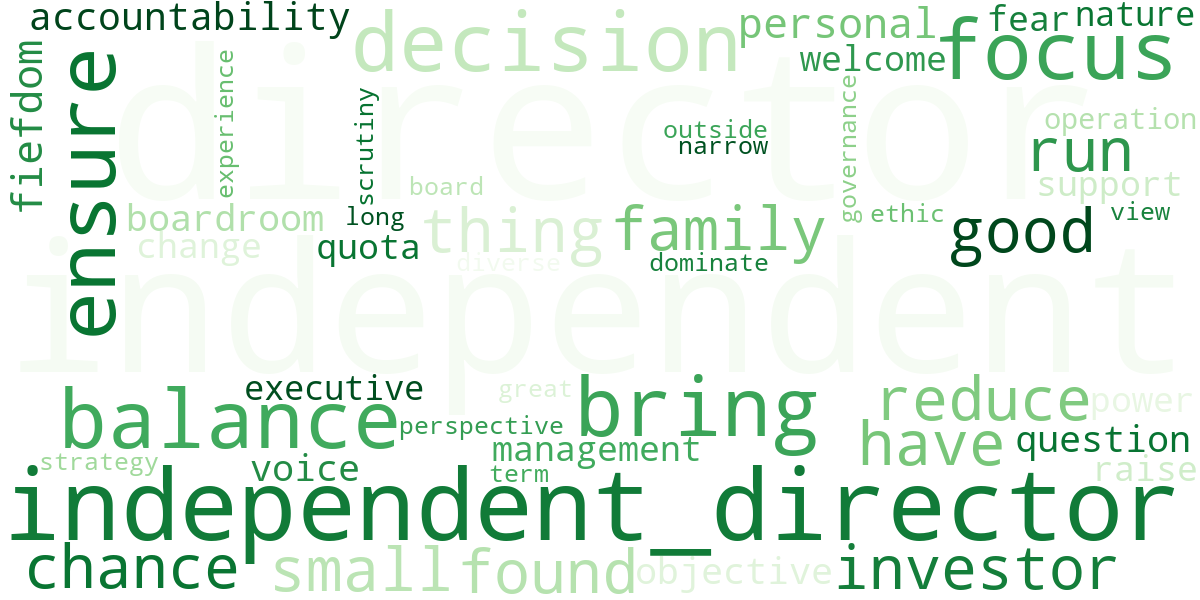 accountability
decision
personal
fear
nature
focus
welcome
director
fiefdom
ensure
experience
scrutiny
outside
narrow
governance
operation
run
board
support
boardroom
long
thing
family
ethic
good
view
change
quota
diverse
dominate
independent
executive
great
bring
reduce
power
balance
perspective
management
have
question
strategy
voice
term
raise
independent_director
chance
small
found
objective
investor